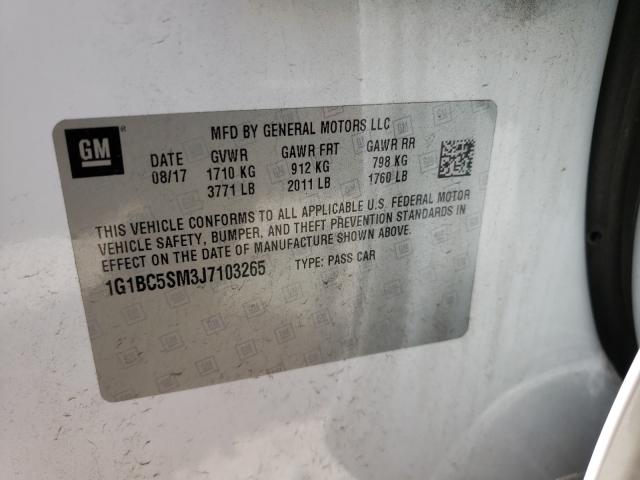 GM
MFD BY GENERAL MOTORS LLC
DATE GVWR GAWR FRT GAWR RR
08/17 1710 KG 912 KG 798 KG
3771 LB 2011 LB 1760 LB
THIS VEHICLE CONFORMS TO ALL APPLICABLE U.S. FEDERAL MOTOR
VEHICLE SAFETY, BUMPER, AND THEFT PREVENTION STANDARDS IN
EFFECT ON THE DATE OF MANUFACTURE SHOWN ABOVE.
1G1BC5SM3J7103265 TYPE: PASS CAR